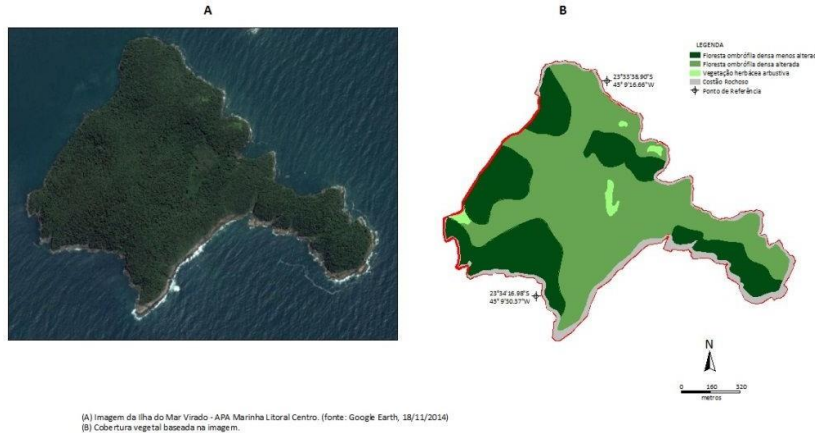 A
B
LEGENDA
Floresta ombrófila densa menos alterad
Floresta ombrófila densa alterada
Vegetação herbácea arbustiva
Costão Rochoso
Ponto de Referência
23°33'38.90"S
45° 9'16.66"W
23°34'16.98"S
45° 9'50.37"W
N
0 160 320
metros
(A) Imagem da Ilha do Mar Virado - APA Marinha Litoral Centro. (fonte: Google Earth, 18/11/2014)
(B) Cobertura vegetal baseada na imagem.